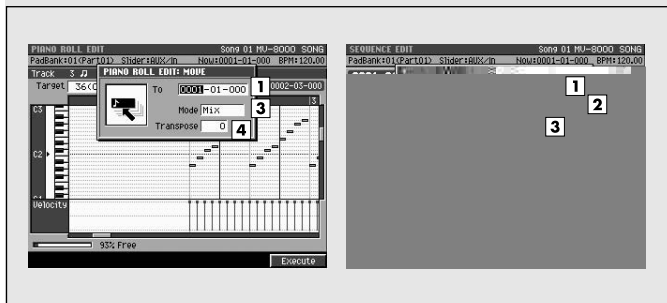 PIANO ROLL EDIT Song 01 MV-8000 SONG
PadBank:01(Part01) Slider:AUX/In Now:0001-01-000 BPM:120.00
Track 3 PIANO ROLL EDIT: MOVE
Target 36(C To 0001-01-000 1 0002-03-000
Mode Mix 3
Transpose 0 4
C3
C2
C1
Velocity
93% Free
Execute
SEQUENCE EDIT Song 01 MV-8000 SONG
PadBank:01(Part01) Slider:AUX/In Now:0001-01-000 BPM:120.00
1
2
3